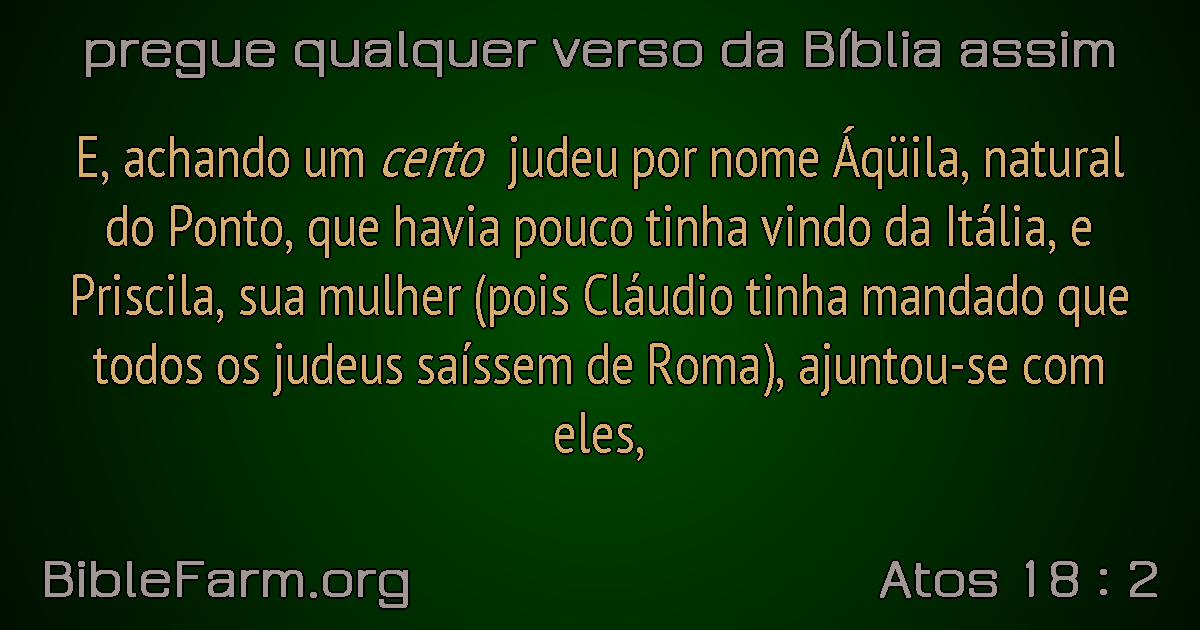 pregue qualquer verso da Bíblia assim
E, achando um certo judeu por nome Áqüila, natural
do Ponto, que havia pouco tinha vindo da Itália, e
Priscila, sua mulher (pois Cláudio tinha mandado que
todos os judeus saíssem de Roma), ajuntou-se com
eles,
BibleFarm.org
Atos 18 : 2